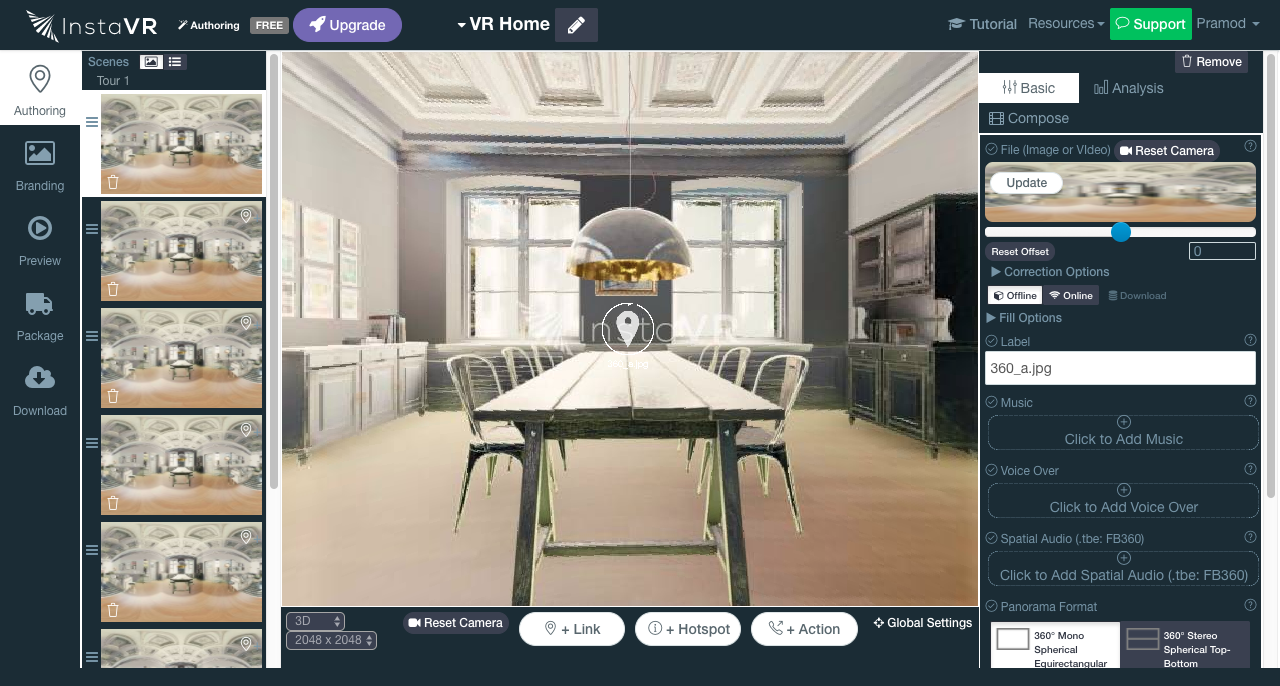 InstaVR
Authoring
FREE
Upgrade
VR Home
Tutorial
Resources
Support
Pramod
Authoring
Branding
Preview
Package
Download
Scenes
Tour 1
InstaVR
360_a.jpg
3D
2048 x 2048
Reset Camera
+ Link
+ Hotspot
+ Action
Global Settings
Remove
Basic
Analysis
Compose
File (Image or VIdeo)
Reset Camera
Update
Reset Offset
0
Correction Options
Offline
Online
Download
Fill Options
Label
360_a.jpg
Music
Click to Add Music
Voice Over
Click to Add Voice Over
Spatial Audio (.tbe: FB360)
Click to Add Spatial Audio (.tbe: FB360)
Panorama Format
360° Mono
Spherical
Equirectangular
360° Stereo
Spherical Top-
Bottom